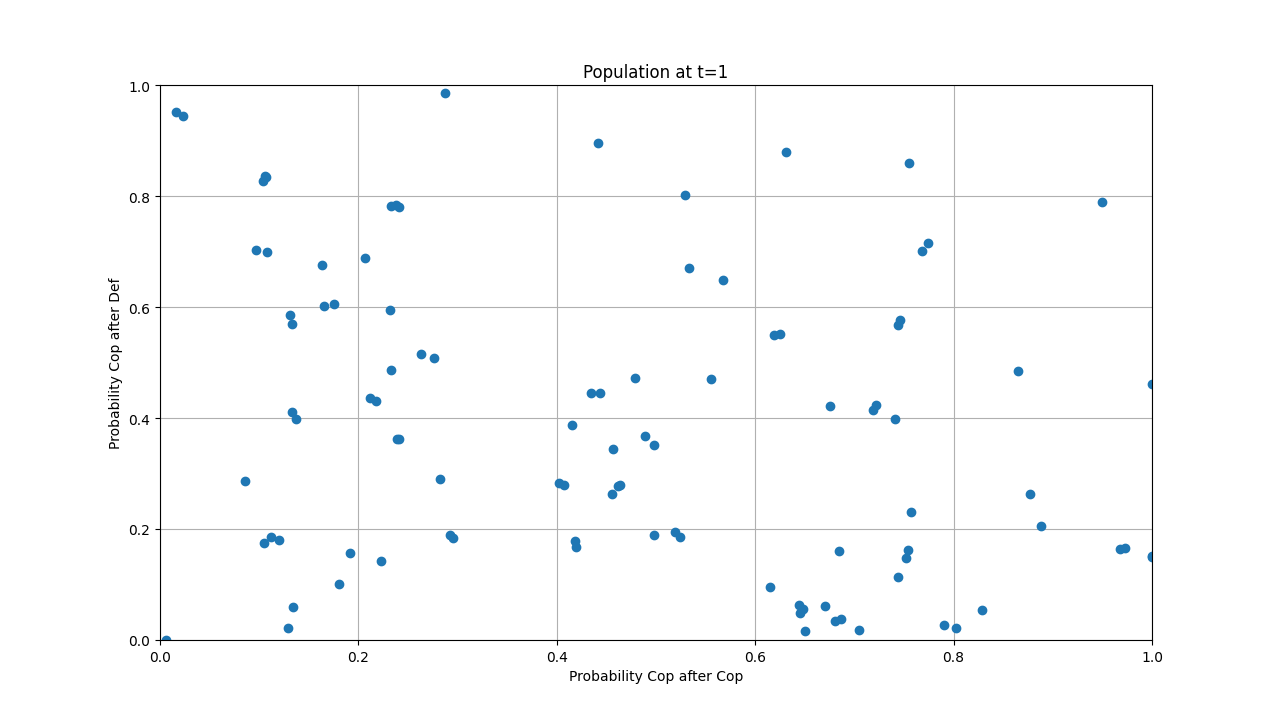 Population at t=1
1.0
0.8
0.6
0.4
0.2
0.0
Probability Cop after Def
0.0 0.2 0.4 0.6 0.8 1.0
Probability Cop after Cop